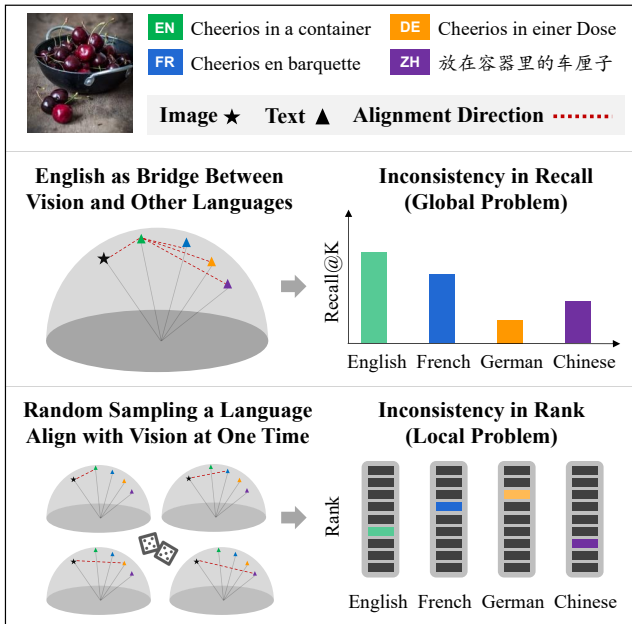 EN Cheerios in a container
DE Cheerios in einer Dose
FR Cheerios en barquette
ZH 放在容器里的车厘子
Image ★ Text ▲ Alignment Direction
English as Bridge Between
Vision and Other Languages
Inconsistency in Recall
(Global Problem)
Recall@K
English French German Chinese
Random Sampling a Language
Align with Vision at One Time
Inconsistency in Rank
(Local Problem)
Rank
English French German Chinese